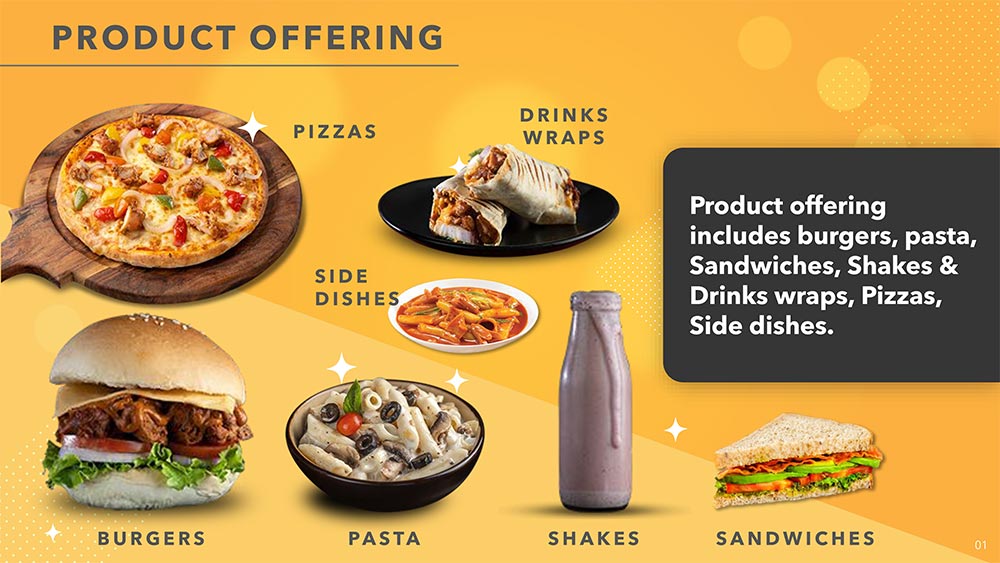 PRODUCT OFFERING
PIZZAS
DRINKS
WRAPS
SIDE
DISHES
Product offering
includes burgers, pasta,
Sandwiches, Shakes &
Drinks wraps, Pizzas,
Side dishes.
BURGERS
PASTA
SHAKES
SANDWICHES
01